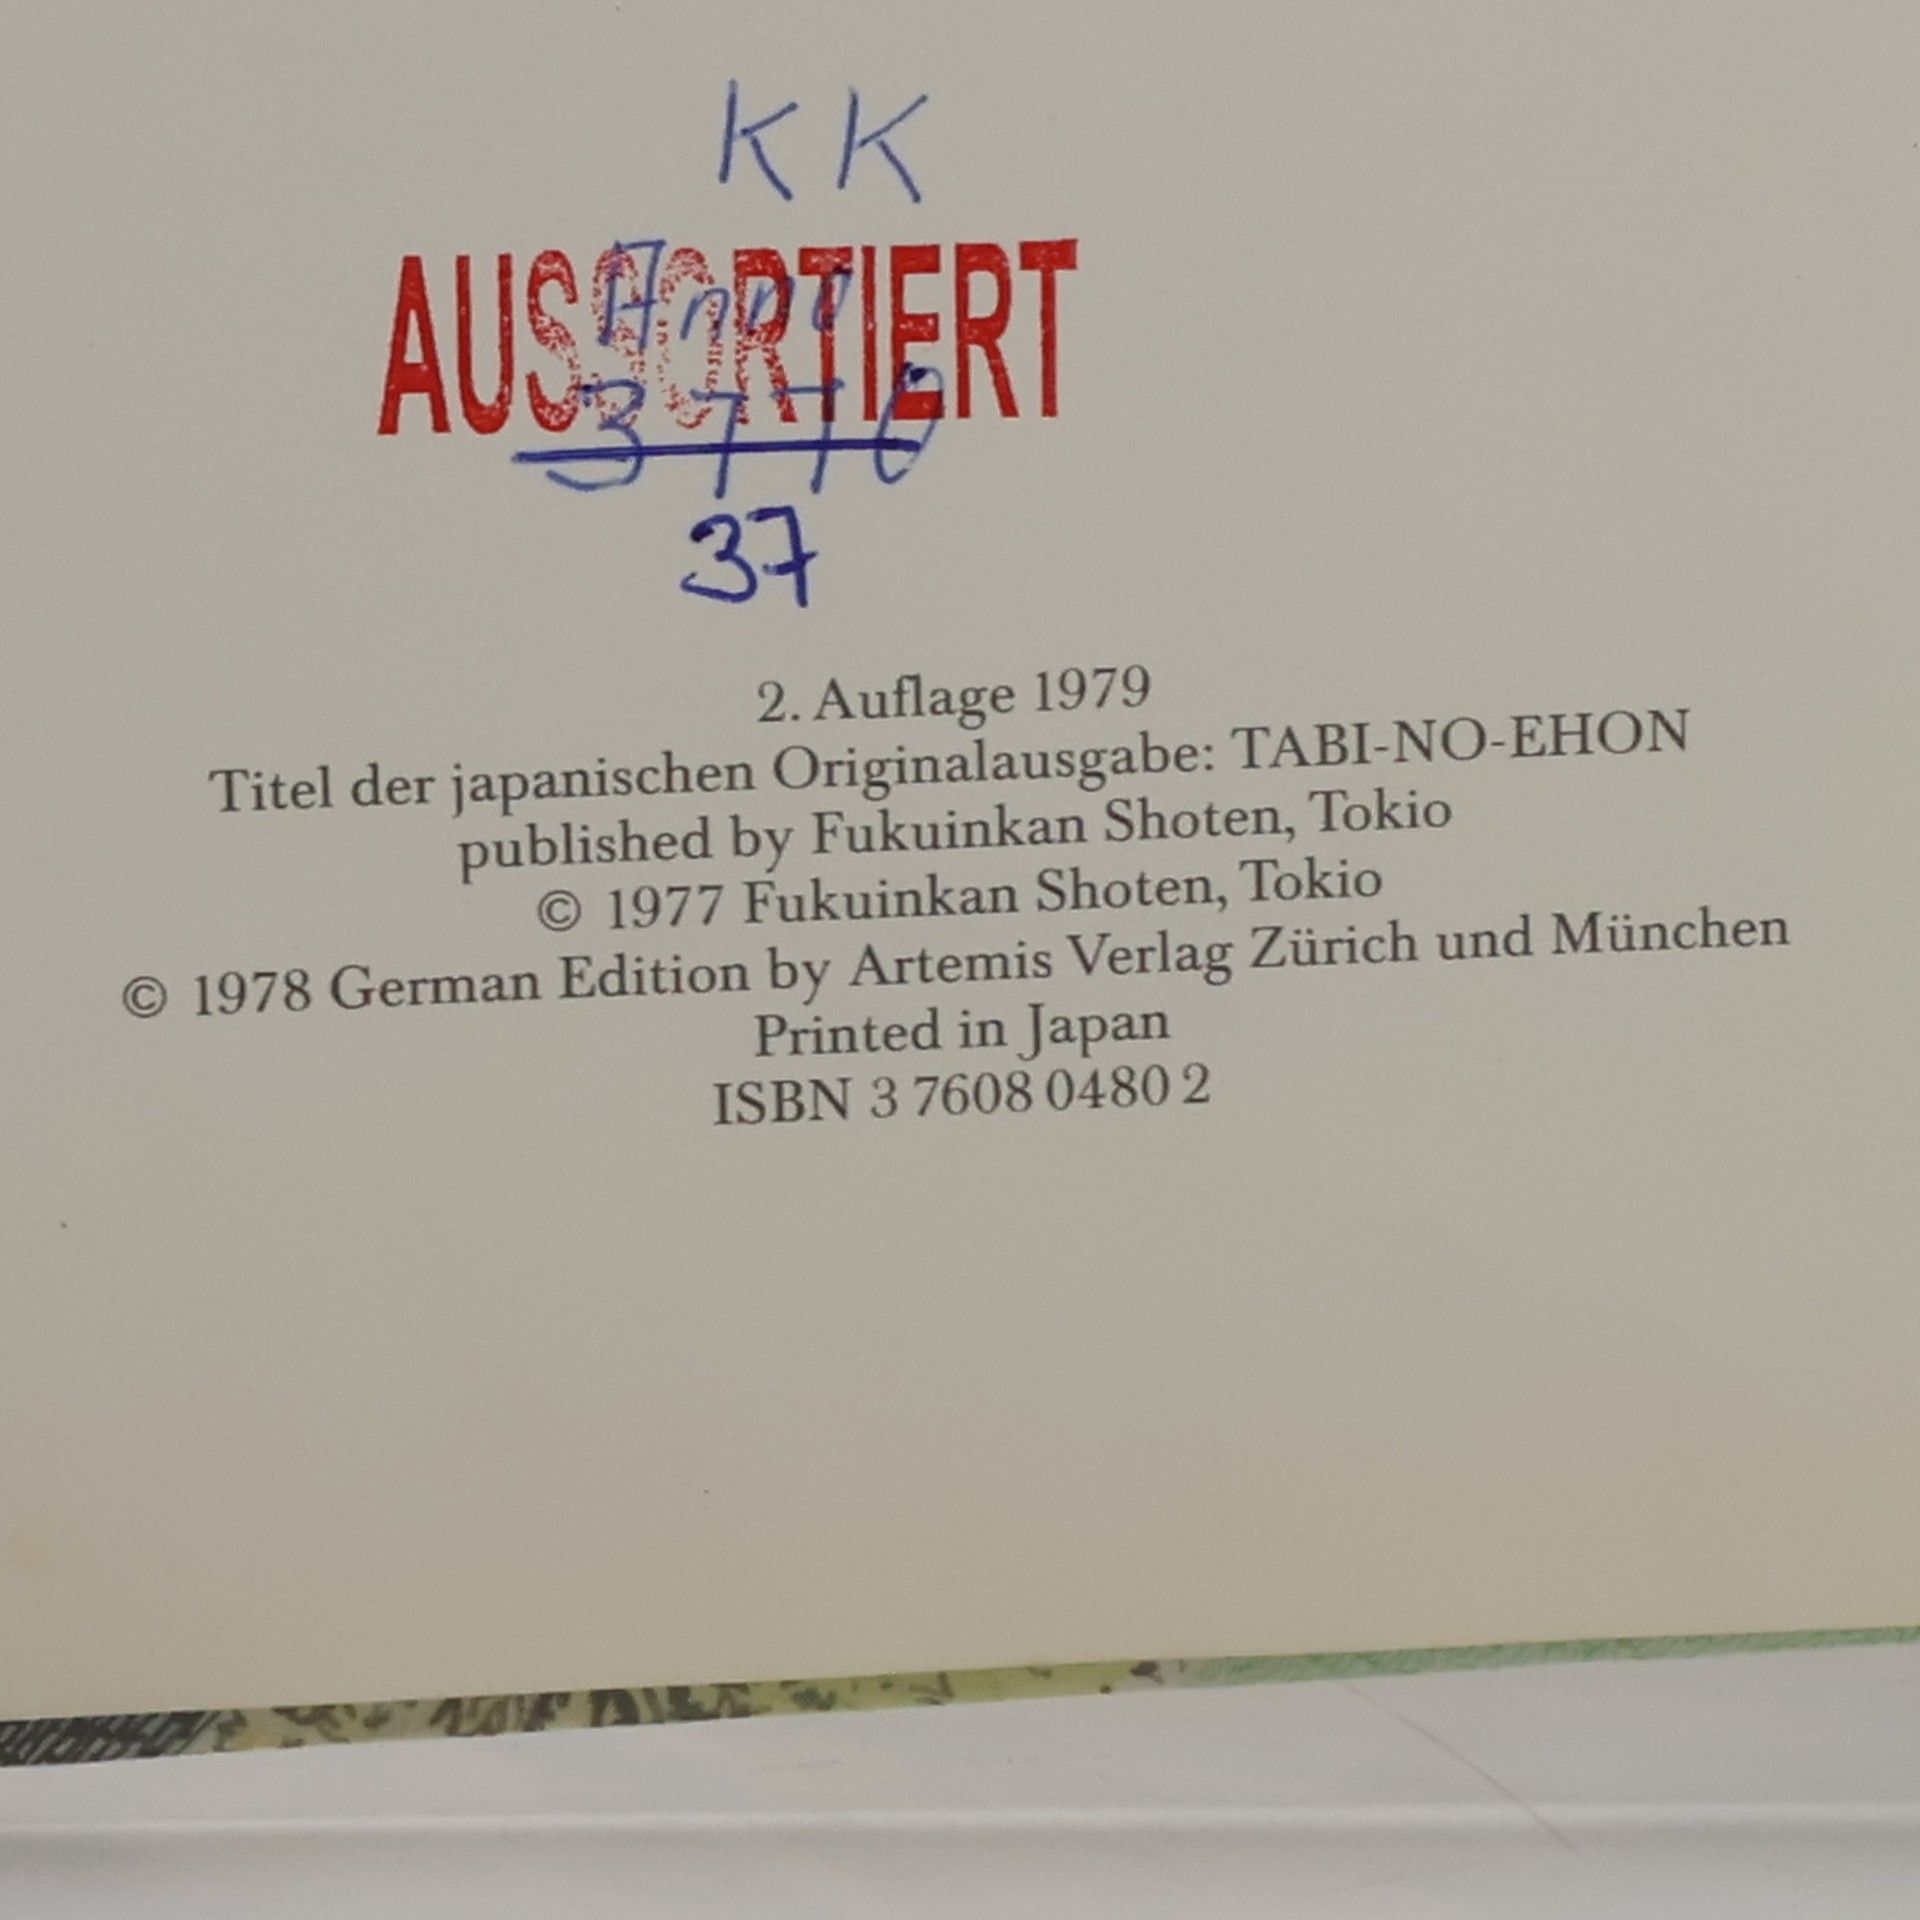 KK
AUSSORTIERT
Anno
3770
37
2. Auflage 1979
Titel der japanischen Originalausgabe: TABI-NO-EHON
published by Fukuinkan Shoten, Tokio
© 1977 Fukuinkan Shoten, Tokio
© 1978 German Edition by Artemis Verlag Zürich und München
Printed in Japan
ISBN 3 7608 0480 2